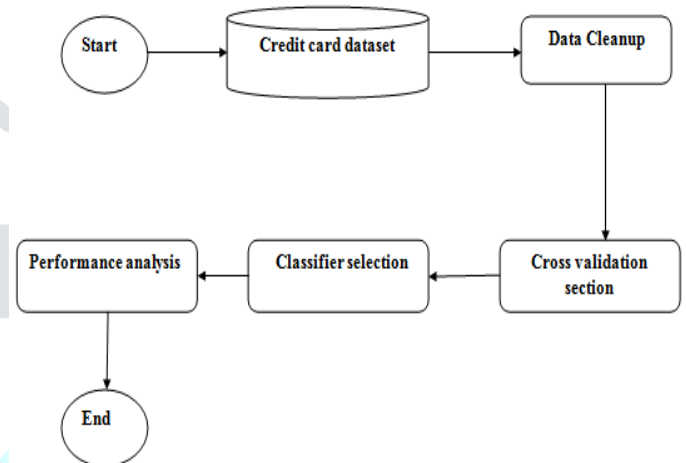 Start
Credit card dataset
Data Cleanup
Cross validation
section
Classifier selection
Performance analysis
End